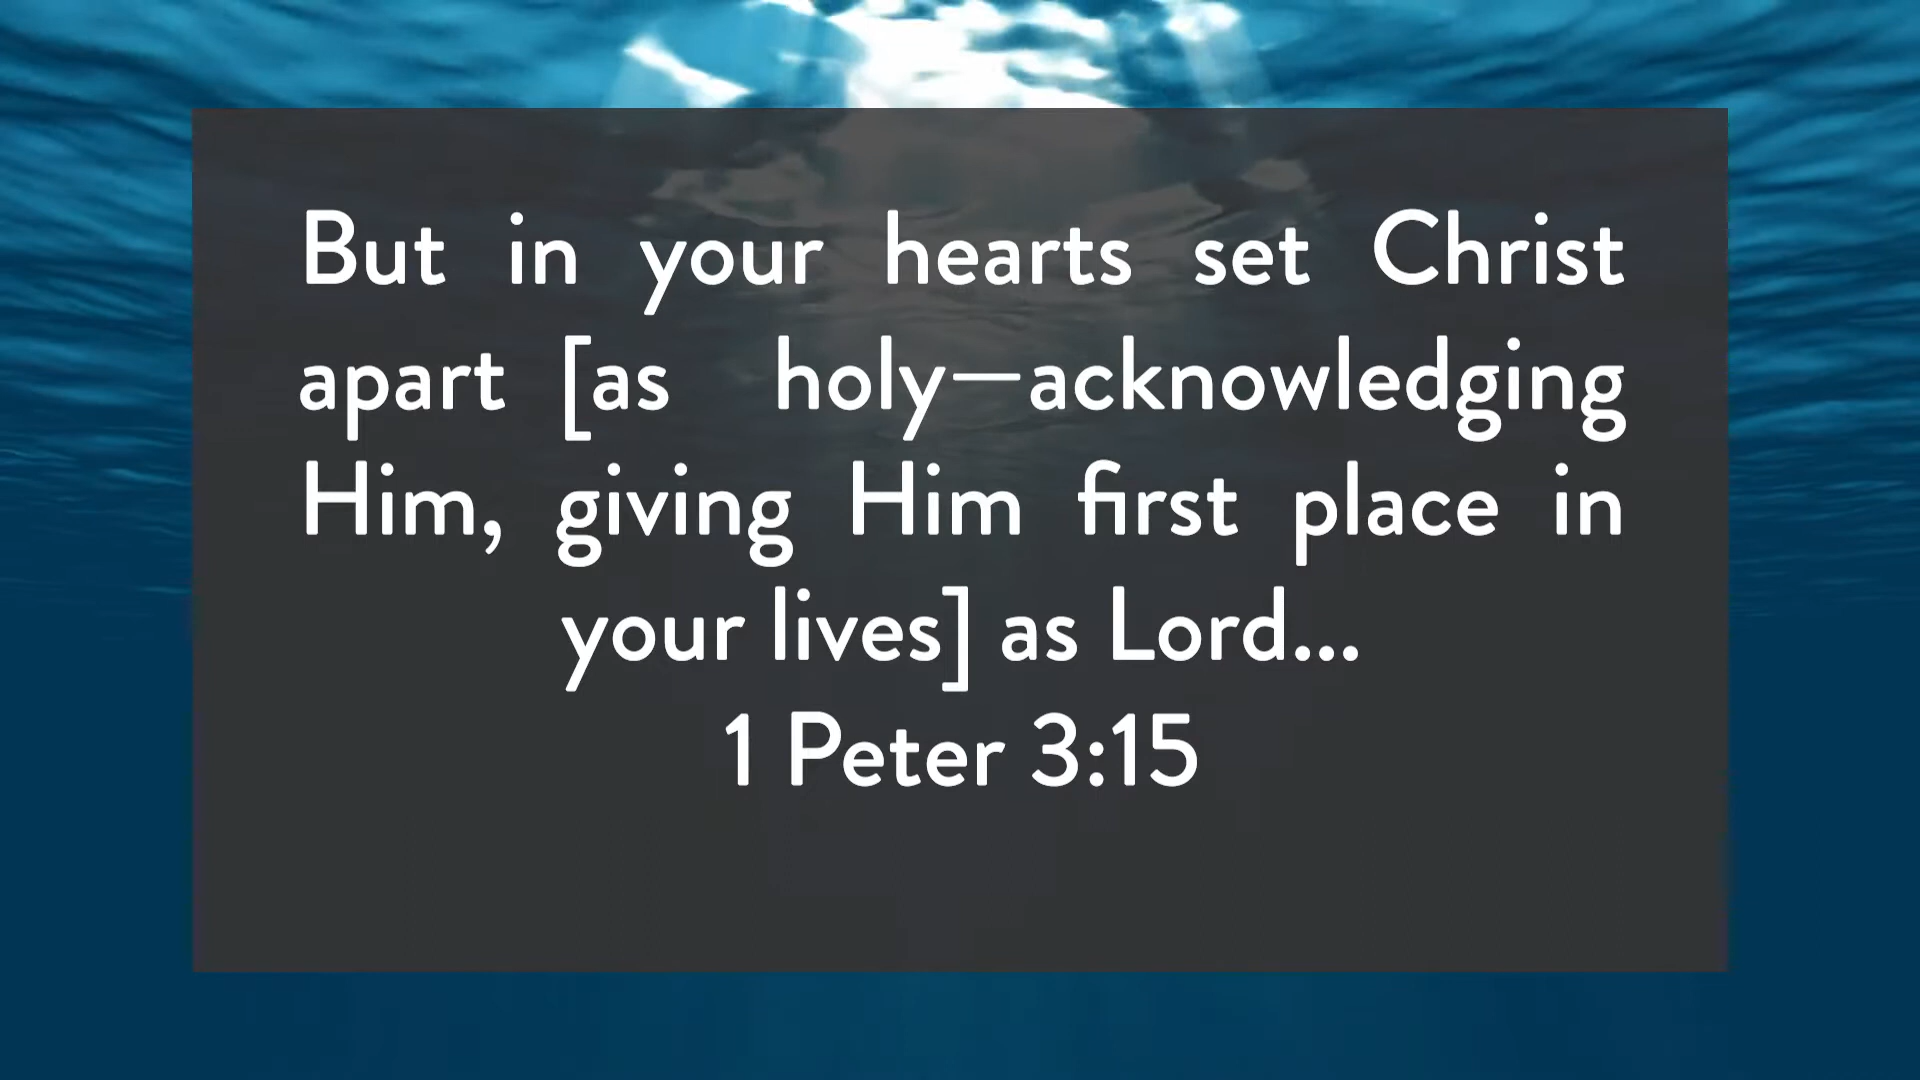 But in your hearts set Christ
apart [as holy—acknowledging
Him, giving Him first place in
your lives] as Lord...
1 Peter 3:15